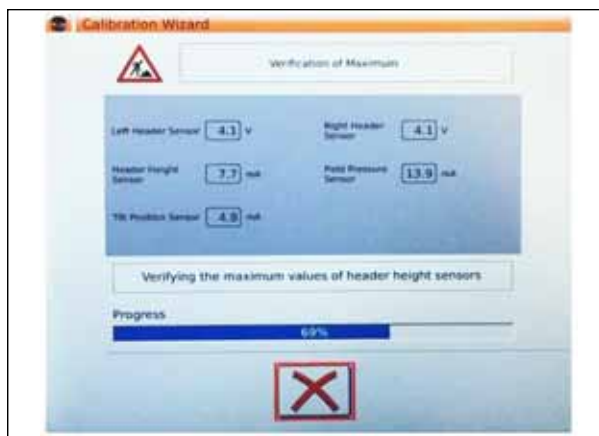 Calibration Wizard
Verification of Maximum
Left Header Sensor 4.1 V
Right Header Sensor 4.1 V
Header Height Sensor 7.7 mA
Field Pressure Sensor 13.9 mA
Tilt Position Sensor 4.8 mA
Verifying the maximum values of header height sensors
Progress
69%